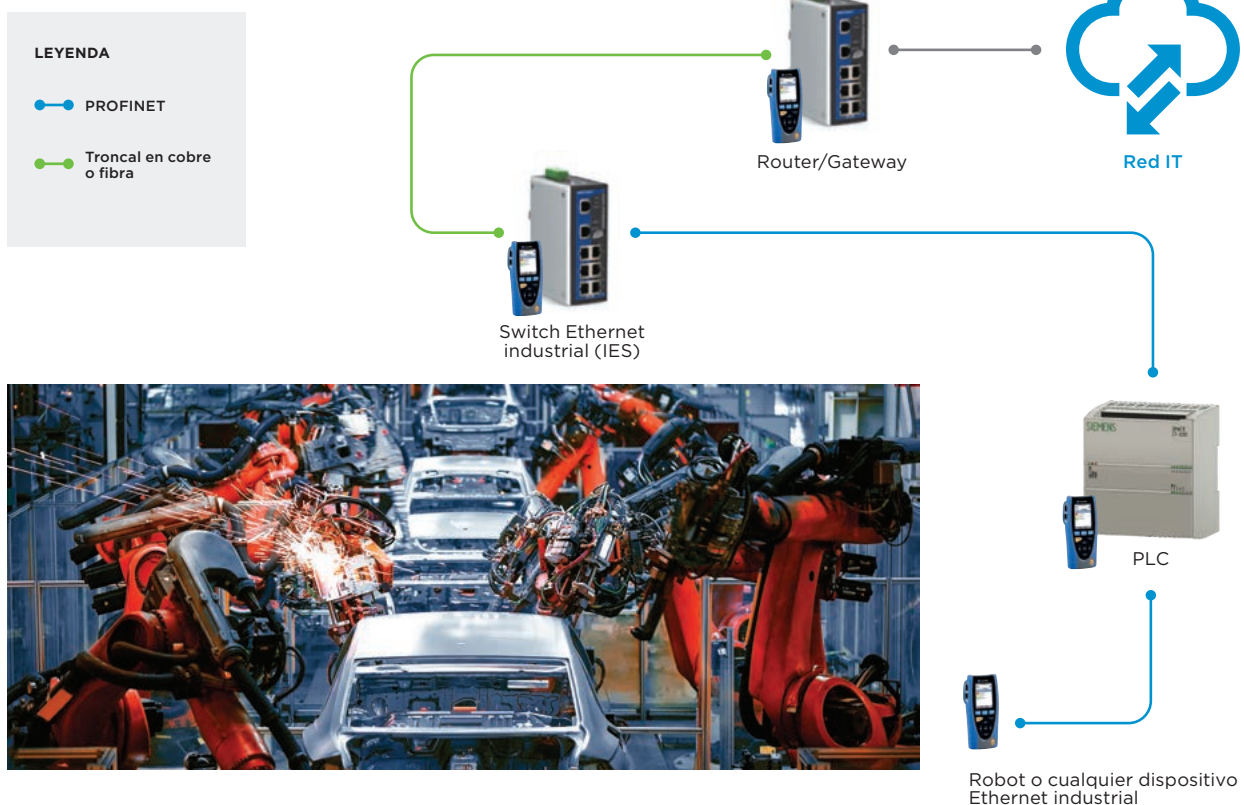 LEYENDA
PROFINET
Troncal en cobre
o fibra
Router/Gateway
Red IT
Switch Ethernet
industrial (IES)
SIEMENS
PLC
Robot o cualquier dispositivo
Ethernet industrial